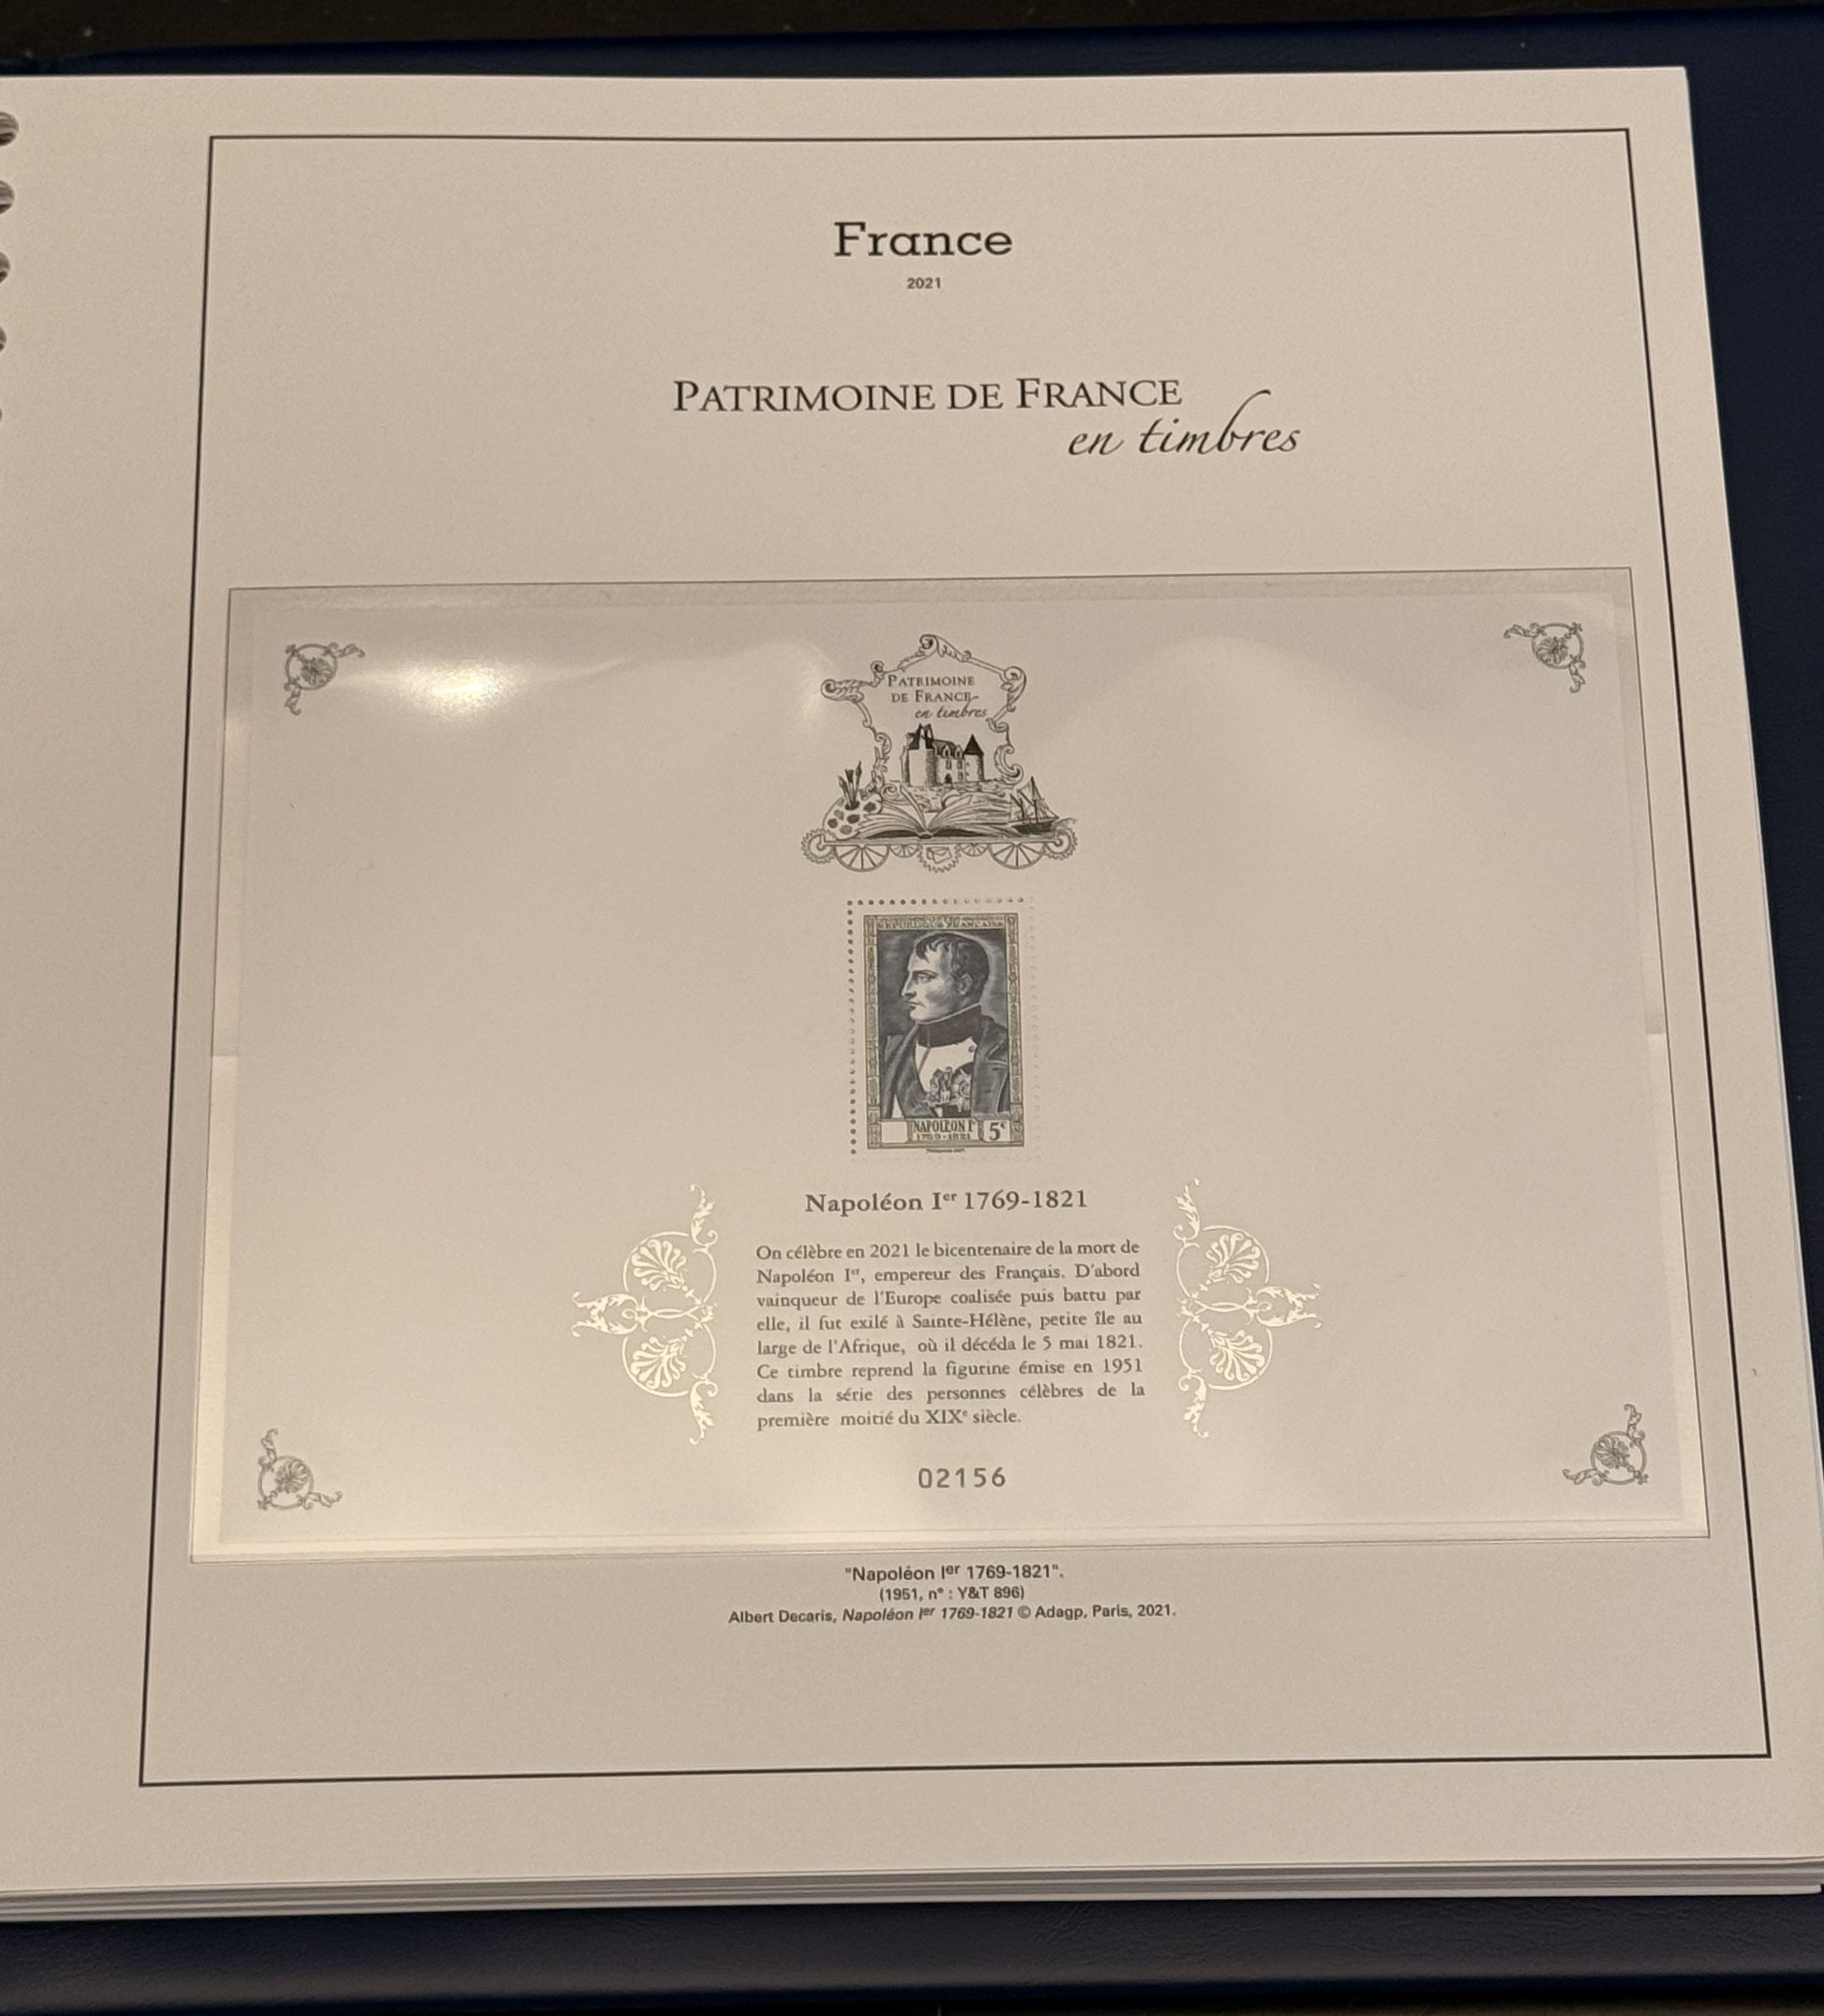 France
2021
PATRIMOINE DE FRANCE
en timbres
PATRIMOINE
DE FRANCE
en timbres
RÉPUBLIQUE FRANÇAISE
NAPOLÉON Iᵉʳ
1769-1821
5€
Napoléon Iᵉʳ 1769-1821
On célèbre en 2021 le bicentenaire de la mort de
Napoléon Iᵉʳ, empereur des Français. D'abord
vainqueur de l'Europe coalisée puis battu par
elle, il fut exilé à Sainte-Hélène, petite île au
large de l'Afrique, où il décéda le 5 mai 1821.
Ce timbre reprend la figurine émise en 1951
dans la série des personnes célèbres de la
première moitié du XIXᵉ siècle.
02156
"Napoléon Iᵉʳ 1769-1821".
(1951, n° : Y&T 896)
Albert Decaris, Napoléon Iᵉʳ 1769-1821 © Adagp, Paris, 2021.